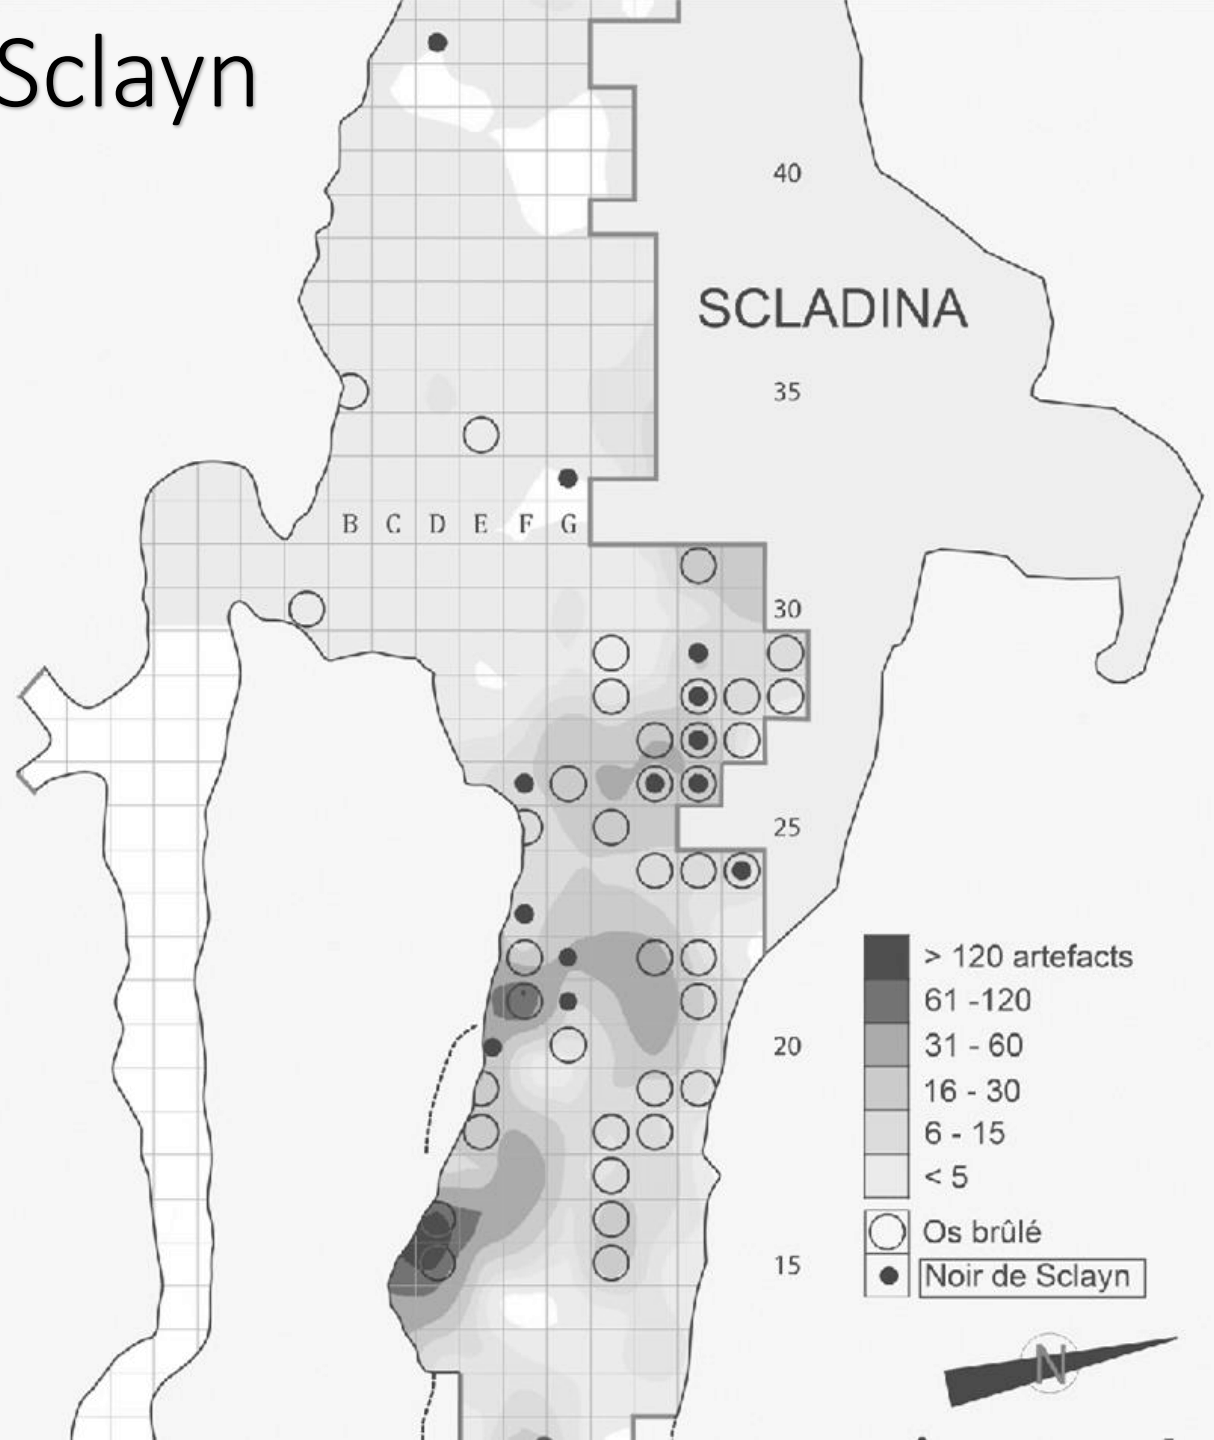 Sclayn
40
SCLADINA
35
B C D E F G
30
25
> 120 artefacts
61 -120
20
31 - 60
16 - 30
6 - 15
< 5
Os brûlé
15
Noir de Sclayn
N